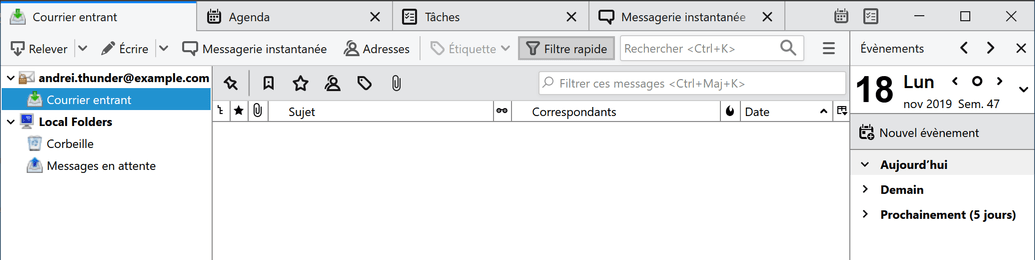 Courrier entrant
Agenda
Tâches
Messagerie instantanée
Relever
Écrire
Messagerie instantanée
Adresses
Étiquette
Filtre rapide
Rechercher <Ctrl+K>
Évènements
andrei.thunder@example.com
Courrier entrant
Local Folders
Corbeille
Messages en attente
Filtrer ces messages <Ctrl+Maj+K>
Sujet
Correspondants
Date
18
Lun
nov 2019 Sem. 47
Nouvel évènement
Aujourd'hui
Demain
Prochainement (5 jours)